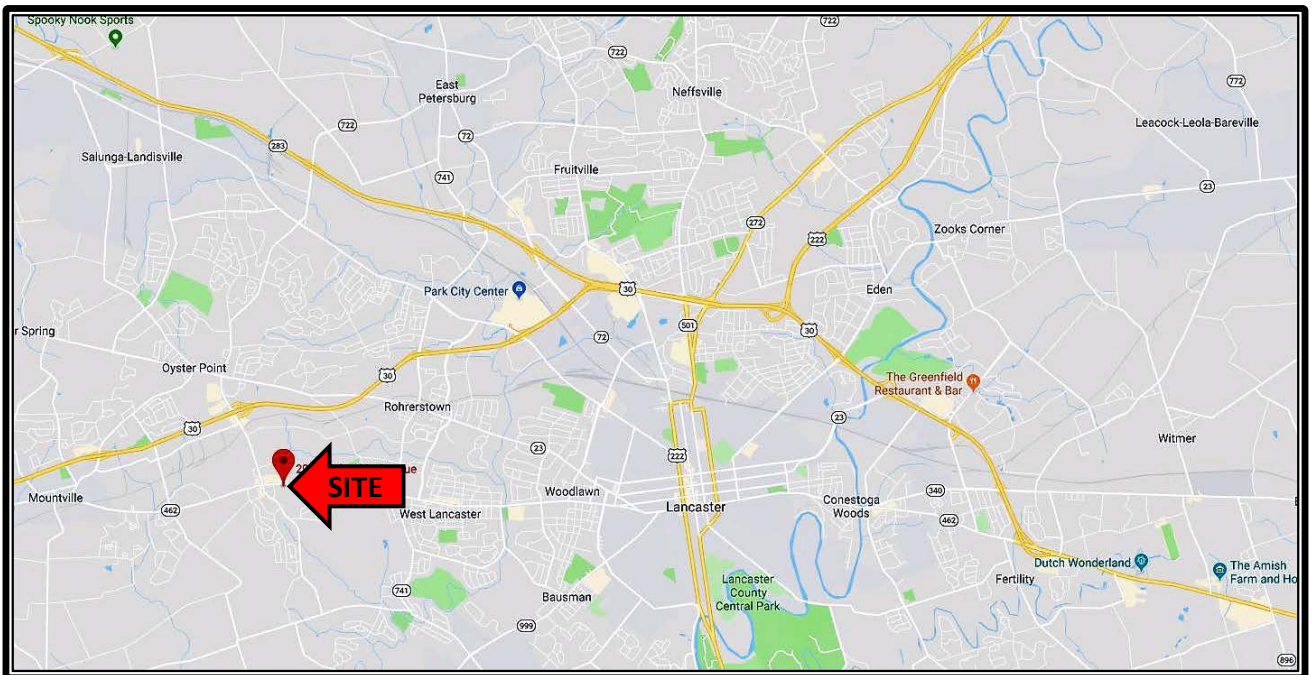 Spooky Nook Sports
722
722
772
East
Petersburg
Neffsville
Leacock-Leola-Bareville
722
72
283
Salunga-Landisville
741
Fruitville
23
272
Zooks Corner
222
Park City Center
30
Eden
501
r Spring
72
30
Oyster Point
30
The Greenfield
Restaurant & Bar
Rohrerstown
23
30
23
Witmer
222
SITE
Mountville
Woodlawn
340
462
West Lancaster
Lancaster
Conestoga
Woods
462
Dutch Wonderland
The Amish
Farm and Ho
Fertility
Lancaster
County
Central Park
741
Bausman
999
896